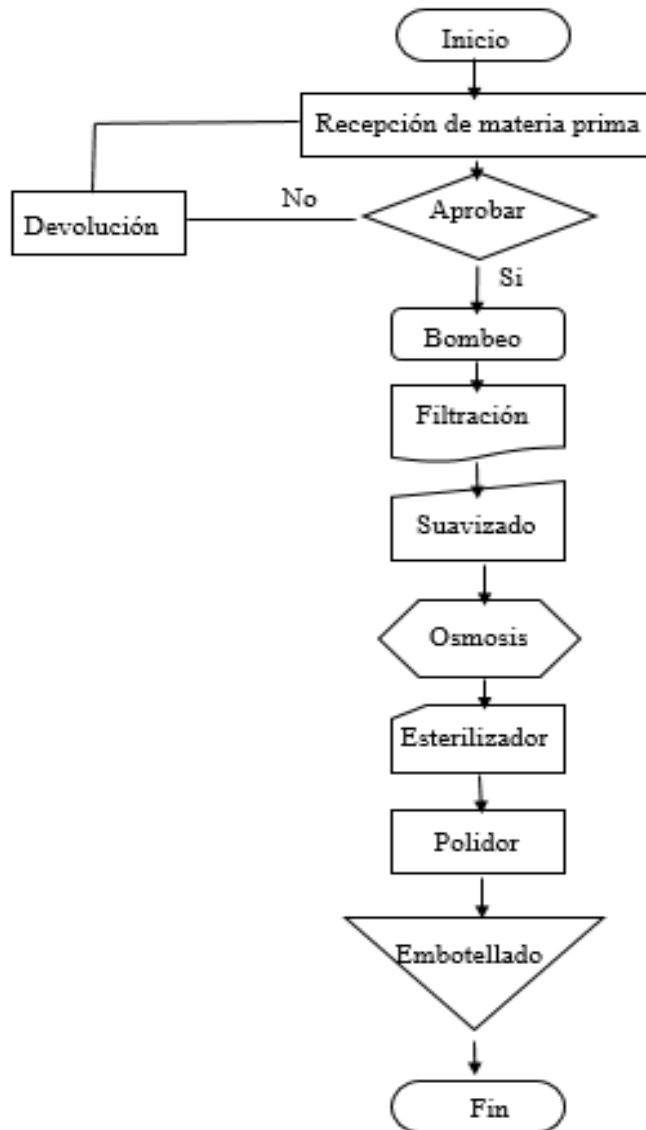 Inicio
Recepción de materia prima
Aprobar
No
Devolución
Si
Bombeo
Filtración
Suavizado
Osmosis
Esterilizador
Polidor
Embotellado
Fin